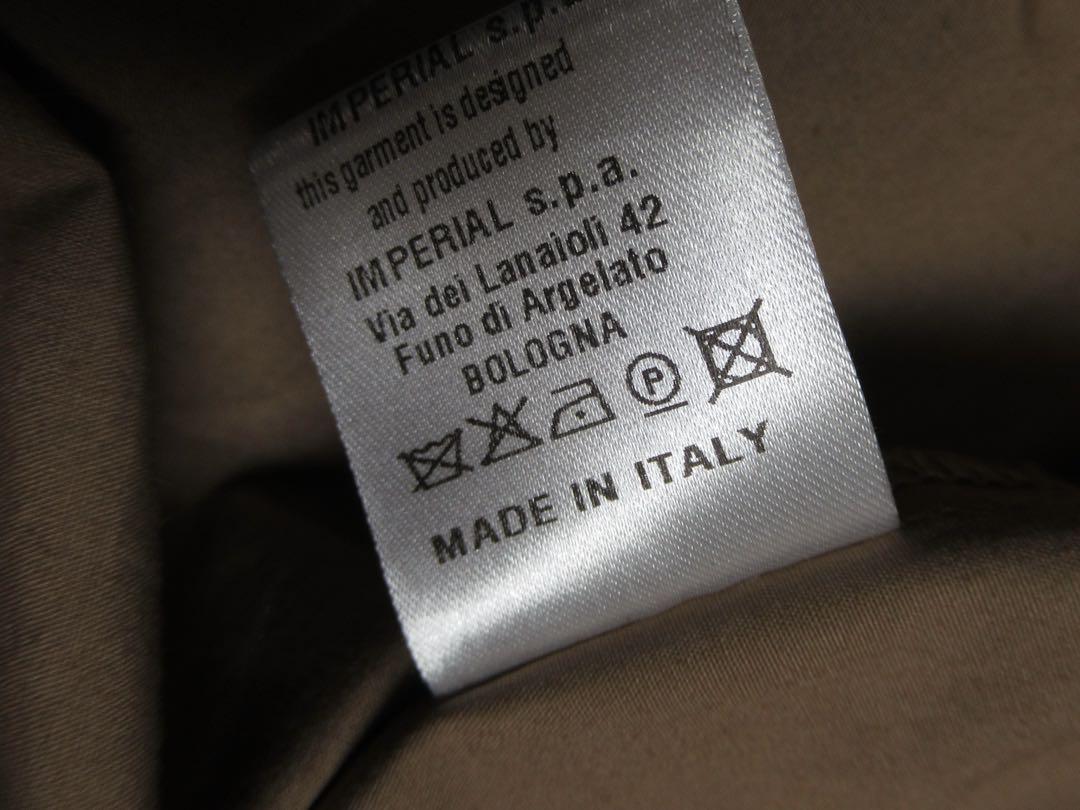 IMPERIAL s.p.a.
this garment is designed
and produced by
IMPERIAL s.p.a.
Via dei Lanaioli 42
Funo di Argelato
BOLOGNA
P
MADE IN ITALY